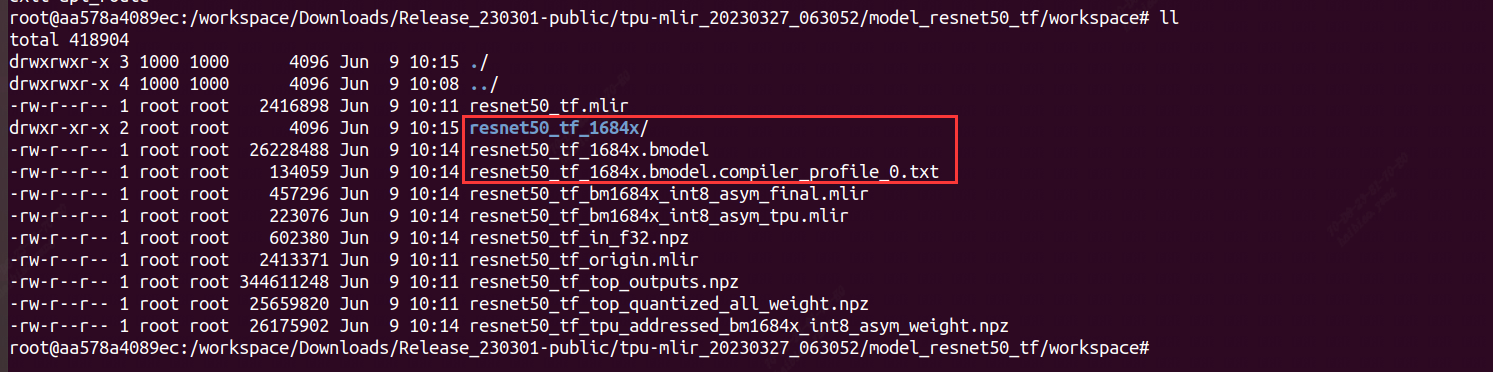 root@aa578a4089ec:/workspace/Downloads/Release_230301-public/tpu-mlir_20230327_063052/model_resnet50_tf/workspace# ll
total 418904
drwxrwxr-x 3 1000 1000      4096 Jun  9 10:15 ./
drwxrwxr-x 4 1000 1000      4096 Jun  9 10:08 ../
-rw-r--r-- 1 root root   2416898 Jun  9 10:11 resnet50_tf.mlir
drwxr-xr-x 2 root root      4096 Jun  9 10:15 resnet50_tf_1684x/
-rw-r--r-- 1 root root  26228488 Jun  9 10:14 resnet50_tf_1684x.bmodel
-rw-r--r-- 1 root root    134059 Jun  9 10:14 resnet50_tf_1684x.bmodel.compiler_profile_0.txt
-rw-r--r-- 1 root root    457296 Jun  9 10:14 resnet50_tf_bm1684x_int8_asym_final.mlir
-rw-r--r-- 1 root root    223076 Jun  9 10:14 resnet50_tf_bm1684x_int8_asym_tpu.mlir
-rw-r--r-- 1 root root    602380 Jun  9 10:11 resnet50_tf_in_f32.npz
-rw-r--r-- 1 root root   2413371 Jun  9 10:11 resnet50_tf_origin.mlir
-rw-r--r-- 1 root root 344611248 Jun  9 10:11 resnet50_tf_top_outputs.npz
-rw-r--r-- 1 root root  25659820 Jun  9 10:11 resnet50_tf_top_quantized_all_weight.npz
-rw-r--r-- 1 root root  26175902 Jun  9 10:14 resnet50_tf_tpu_addressed_bm1684x_int8_asym_weight.npz
root@aa578a4089ec:/workspace/Downloads/Release_230301-public/tpu-mlir_20230327_063052/model_resnet50_tf/workspace#